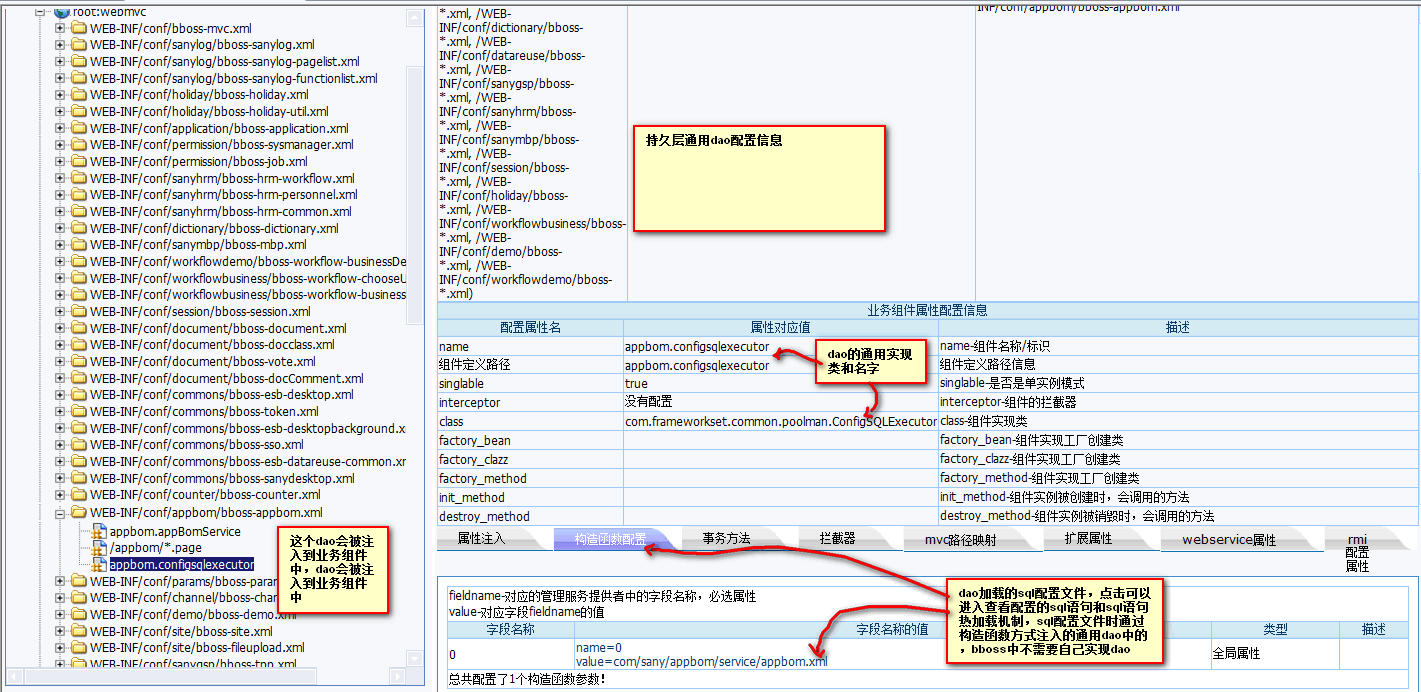 root:webmvc
WEB-INF/conf/bboss-mvc.xml
WEB-INF/conf/sanylog/bboss-sanylog.xml
WEB-INF/conf/sanylog/bboss-sanylog-pagelist.xml
WEB-INF/conf/sanylog/bboss-sanylog-functionlist.xml
WEB-INF/conf/holiday/bboss-holiday.xml
WEB-INF/conf/holiday/bboss-holiday-util.xml
WEB-INF/conf/application/bboss-application.xml
WEB-INF/conf/permission/bboss-sysmanager.xml
WEB-INF/conf/permission/bboss-job.xml
WEB-INF/conf/sanyhrm/bboss-hrm-workflow.xml
WEB-INF/conf/sanyhrm/bboss-hrm-personnel.xml
WEB-INF/conf/sanyhrm/bboss-hrm-common.xml
WEB-INF/conf/dictionary/bboss-dictionary.xml
WEB-INF/conf/sanymbp/bboss-mbp.xml
WEB-INF/conf/workflowdemo/bboss-workflow-businessDe
WEB-INF/conf/workflowbusiness/bboss-workflow-chooseU
WEB-INF/conf/workflowbusiness/bboss-workflow-business
WEB-INF/conf/session/bboss-session.xml
WEB-INF/conf/document/bboss-document.xml
WEB-INF/conf/document/bboss-docclass.xml
WEB-INF/conf/document/bboss-vote.xml
WEB-INF/conf/document/bboss-docComment.xml
WEB-INF/conf/commons/bboss-esb-desktop.xml
WEB-INF/conf/commons/bboss-token.xml
WEB-INF/conf/commons/bboss-esb-desktopbackground.x
WEB-INF/conf/commons/bboss-sso.xml
WEB-INF/conf/commons/bboss-esb-datareuse-common.xr
WEB-INF/conf/commons/bboss-sanydesktop.xml
WEB-INF/conf/counter/bboss-counter.xml
WEB-INF/conf/appbom/bboss-appbom.xml
appbom.appBomService
/appbom/*.page
appbom.configsqlexecutor
WEB-INF/conf/params/bboss-paran
WEB-INF/conf/channel/bboss-chan
WEB-INF/conf/demo/bboss-demo.xml
WEB-INF/conf/site/bboss-site.xml
WEB-INF/conf/site/bboss-fileupload.xml
WEB-INF/conf/sanygsp/bboss-tpp.xml
这个dao会被注
入到业务组件
中，dao会被注
入到业务组件
中
*.xml, /WEB-
INF/conf/dictionary/bboss-
*.xml, /WEB-
INF/conf/datareuse/bboss-
*.xml, /WEB-
INF/conf/sanygsp/bboss-
*.xml, /WEB-
INF/conf/sanyhrm/bboss-
*.xml, /WEB-
INF/conf/sanymbp/bboss-
*.xml, /WEB-
INF/conf/session/bboss-
*.xml, /WEB-
INF/conf/holiday/bboss-
*.xml, /WEB-
INF/conf/workflowbusiness/bboss-
*.xml, /WEB-
INF/conf/demo/bboss-
*.xml, /WEB-
INF/conf/workflowdemo/bboss-
*.xml)
INF/conf/appbom/bboss-appbom.xml
持久层通用dao配置信息
业务组件属性配置信息
配置属性名 属性对应值 描述
name appbom.configsqlexecutor name-组件名称/标识
组件定义路径 appbom.configsqlexecutor 组件定义路径信息
singlable true singlable-是否是单实例模式
interceptor 没有配置 interceptor-组件的拦截器
class com.frameworkset.common.poolman.ConfigSQLExecutor class-组件实现类
factory_bean factory_bean-组件实现工厂创建类
factory_clazz factory_clazz-组件实现工厂创建类
factory_method factory_method-组件实现工厂创建类
init_method init_method-组件实例被创建时，会调用的方法
destroy_method destroy_method-组件实例被销毁时，会调用的方法
dao的通用实现
类和名字
属性注入 构造函数配置 事务方法 拦截器 mvc路径映射 扩展属性 webservice属性 rmi
配置
属性
fieldname-对应的管理服务提供者中的字段名称，必选属性
value-对应字段fieldname的值
字段名称 字段名称的值 类型 描述
0 name=0
value=com/sany/appbom/service/appbom.xml 全局属性
总共配置了1个构造函数参数！
dao加载的sql配置文件，点击可以
进入查看配置的sql语句和sql语句
热加载机制，sql配置文件时通过
构造函数方式注入的通用dao中的
，bboss中不需要自己实现dao